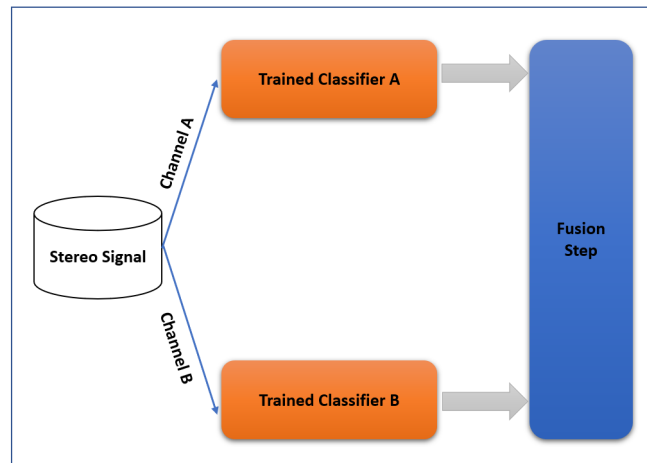 Trained Classifier A
Channel A
Stereo Signal
Fusion
Step
Channel B
Trained Classifier B